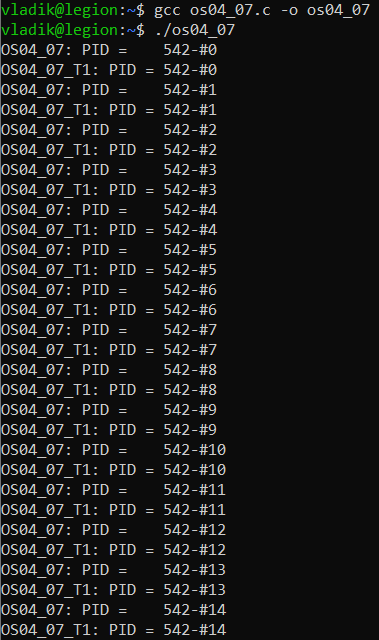 vladik@legion:~$ gcc os04_07.c -o os04_07
vladik@legion:~$ ./os04_07
OS04_07: PID =    542-#0
OS04_07_T1: PID = 542-#0
OS04_07: PID =    542-#1
OS04_07_T1: PID = 542-#1
OS04_07: PID =    542-#2
OS04_07_T1: PID = 542-#2
OS04_07: PID =    542-#3
OS04_07_T1: PID = 542-#3
OS04_07: PID =    542-#4
OS04_07_T1: PID = 542-#4
OS04_07: PID =    542-#5
OS04_07_T1: PID = 542-#5
OS04_07: PID =    542-#6
OS04_07_T1: PID = 542-#6
OS04_07: PID =    542-#7
OS04_07_T1: PID = 542-#7
OS04_07: PID =    542-#8
OS04_07_T1: PID = 542-#8
OS04_07: PID =    542-#9
OS04_07_T1: PID = 542-#9
OS04_07: PID =    542-#10
OS04_07_T1: PID = 542-#10
OS04_07: PID =    542-#11
OS04_07_T1: PID = 542-#11
OS04_07: PID =    542-#12
OS04_07_T1: PID = 542-#12
OS04_07: PID =    542-#13
OS04_07_T1: PID = 542-#13
OS04_07: PID =    542-#14
OS04_07_T1: PID = 542-#14